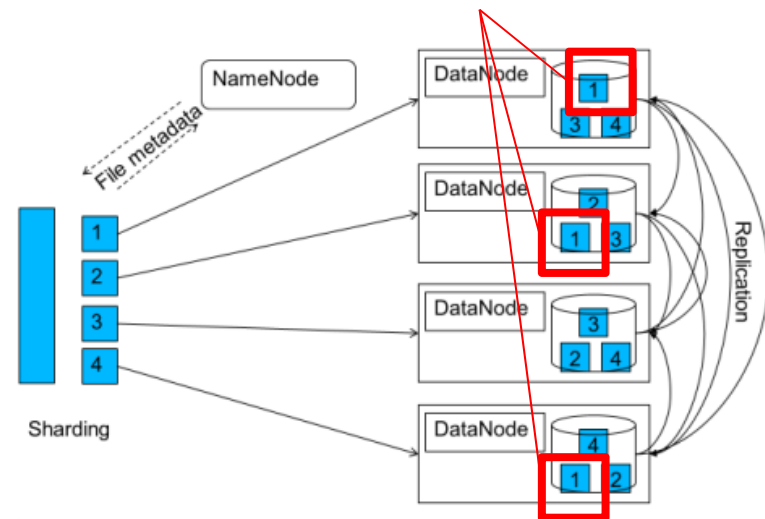 NameNode
File metadata
1
2
3
4
Sharding
DataNode
1
3 4
DataNode
2
1 3
DataNode
3
2 4
DataNode
4
1 2
Replication